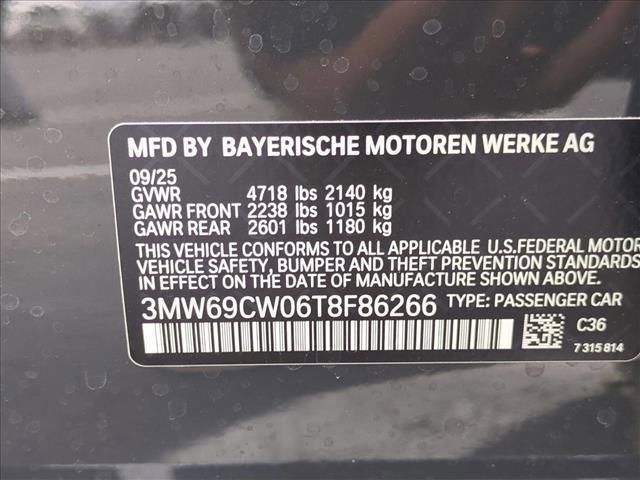 MFD BY BAYERISCHE MOTOREN WERKE AG
09/25
GVWR 4718 lbs 2140 kg
GAWR FRONT 2238 lbs 1015 kg
GAWR REAR 2601 lbs 1180 kg
THIS VEHICLE CONFORMS TO ALL APPLICABLE U.S.FEDERAL MOTOR
VEHICLE SAFETY, BUMPER AND THEFT PREVENTION STANDARDS
IN EFFECT ON THE DATE OF MANUFACTURE SHOWN ABOVE.
3MW69CW06T8F86266 TYPE: PASSENGER CAR
C36
7 315 814